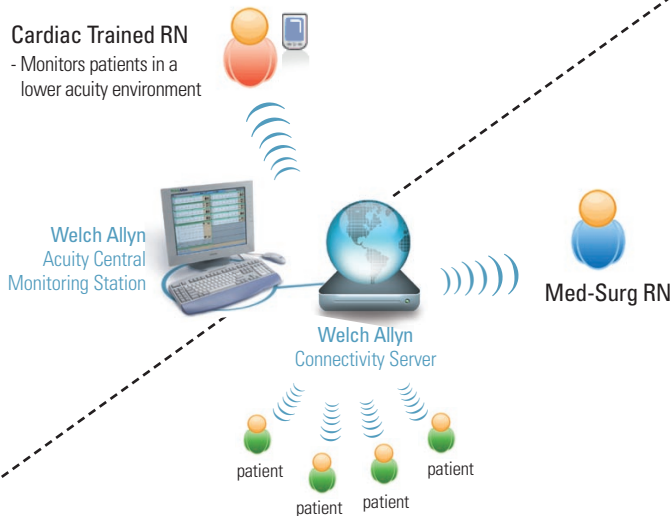 Cardiac Trained RN
- Monitors patients in a
lower acuity environment
Welch Allyn
Acuity Central
Monitoring Station
Med-Surg RN
Welch Allyn
Connectivity Server
patient
patient
patient
patient